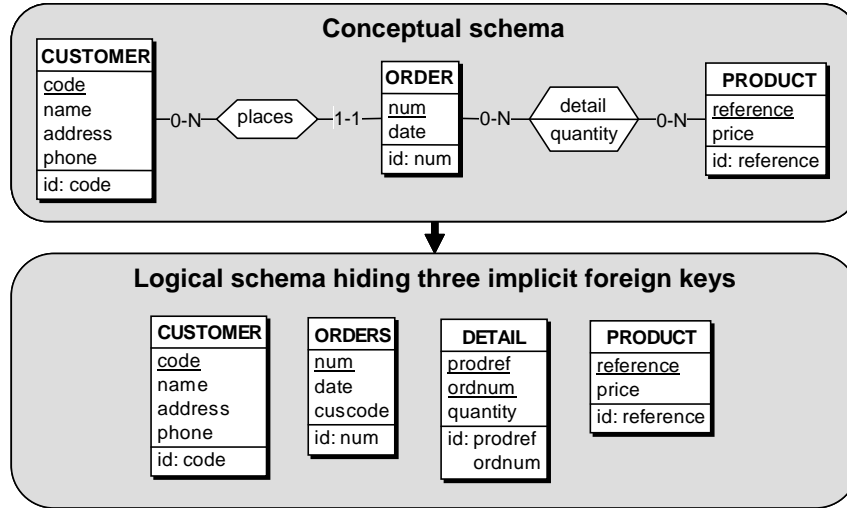 Conceptual schema
CUSTOMER
code
name
address
phone
id: code
0-N
places
1-1
ORDER
num
date
id: num
0-N
detail
quantity
0-N
PRODUCT
reference
price
id: reference
Logical schema hiding three implicit foreign keys
CUSTOMER
code
name
address
phone
id: code
ORDERS
num
date
cuscode
id: num
DETAIL
prodref
ordnum
quantity
id: prodref
ordnum
PRODUCT
reference
price
id: reference